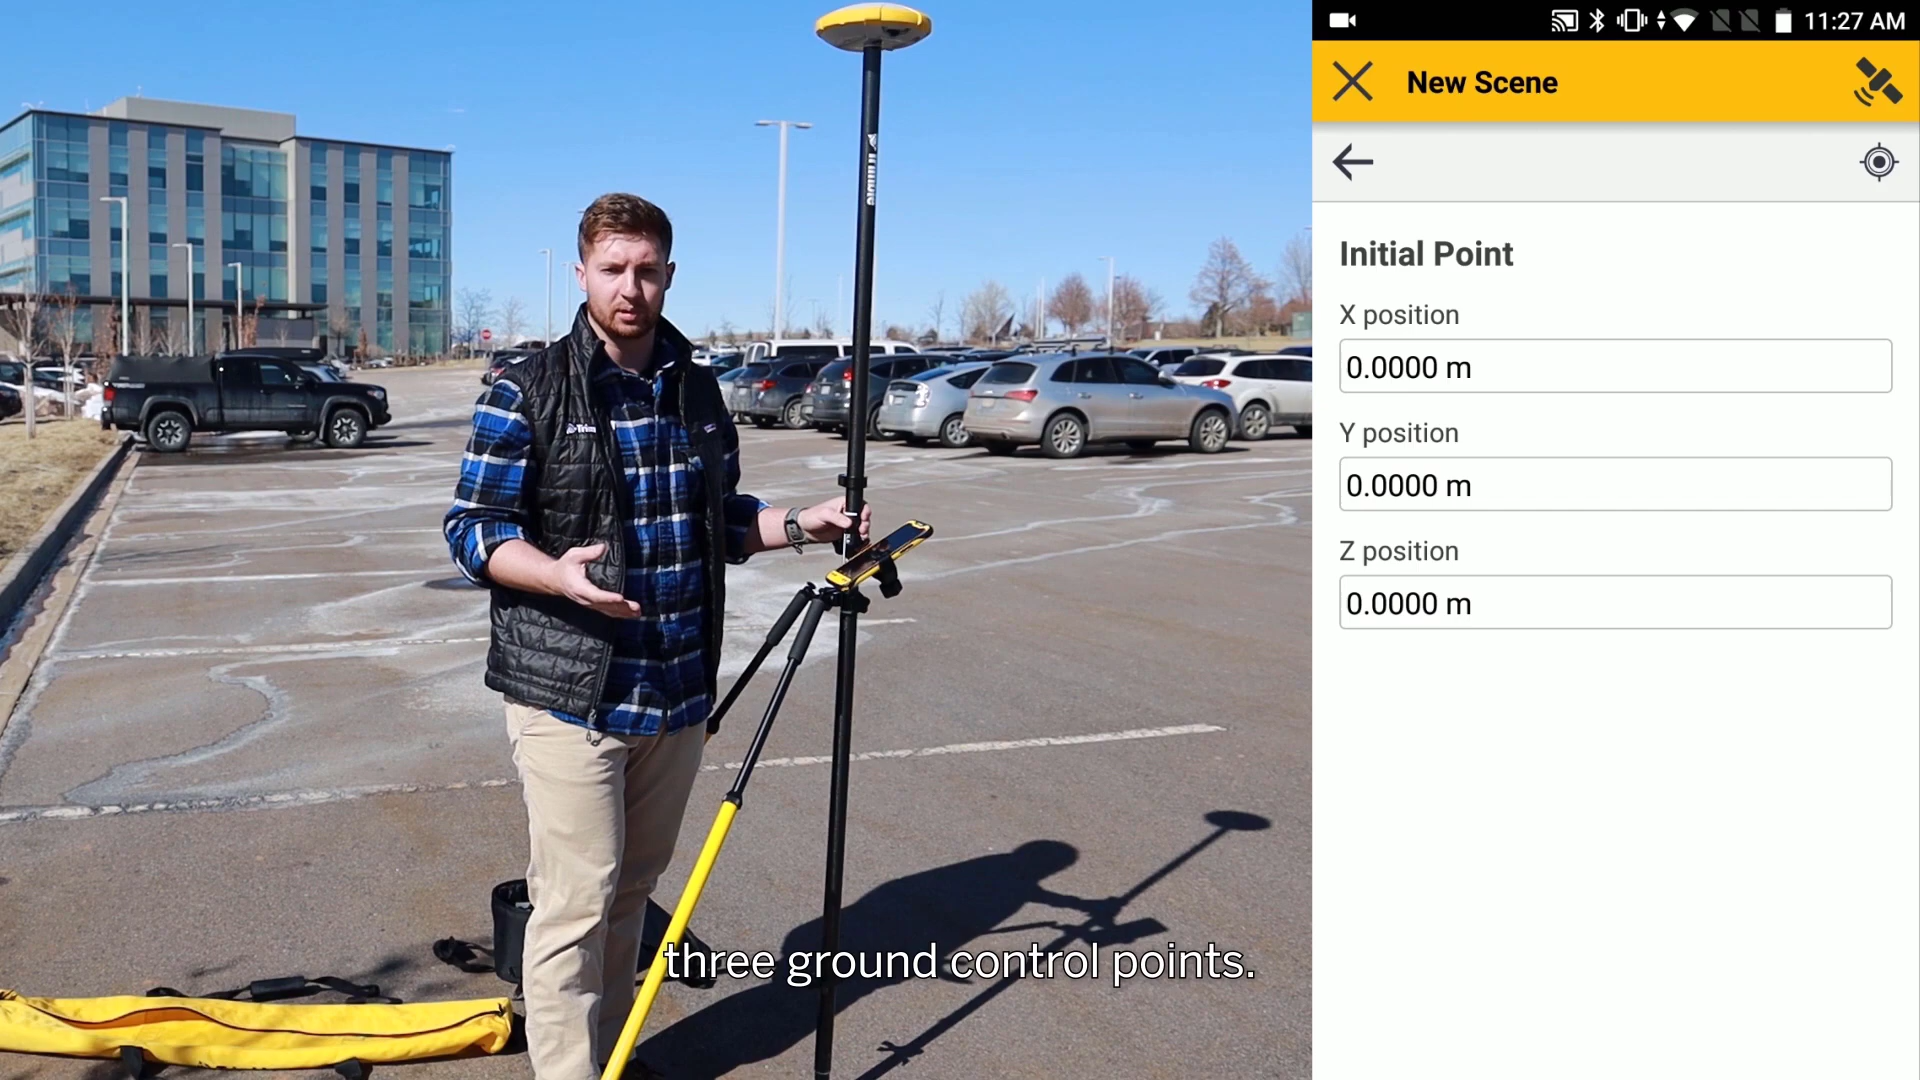 11:27 AM
New Scene
Initial Point
X position
0.0000 m
Y position
0.0000 m
Z position
0.0000 m
Trimble
three ground control points.